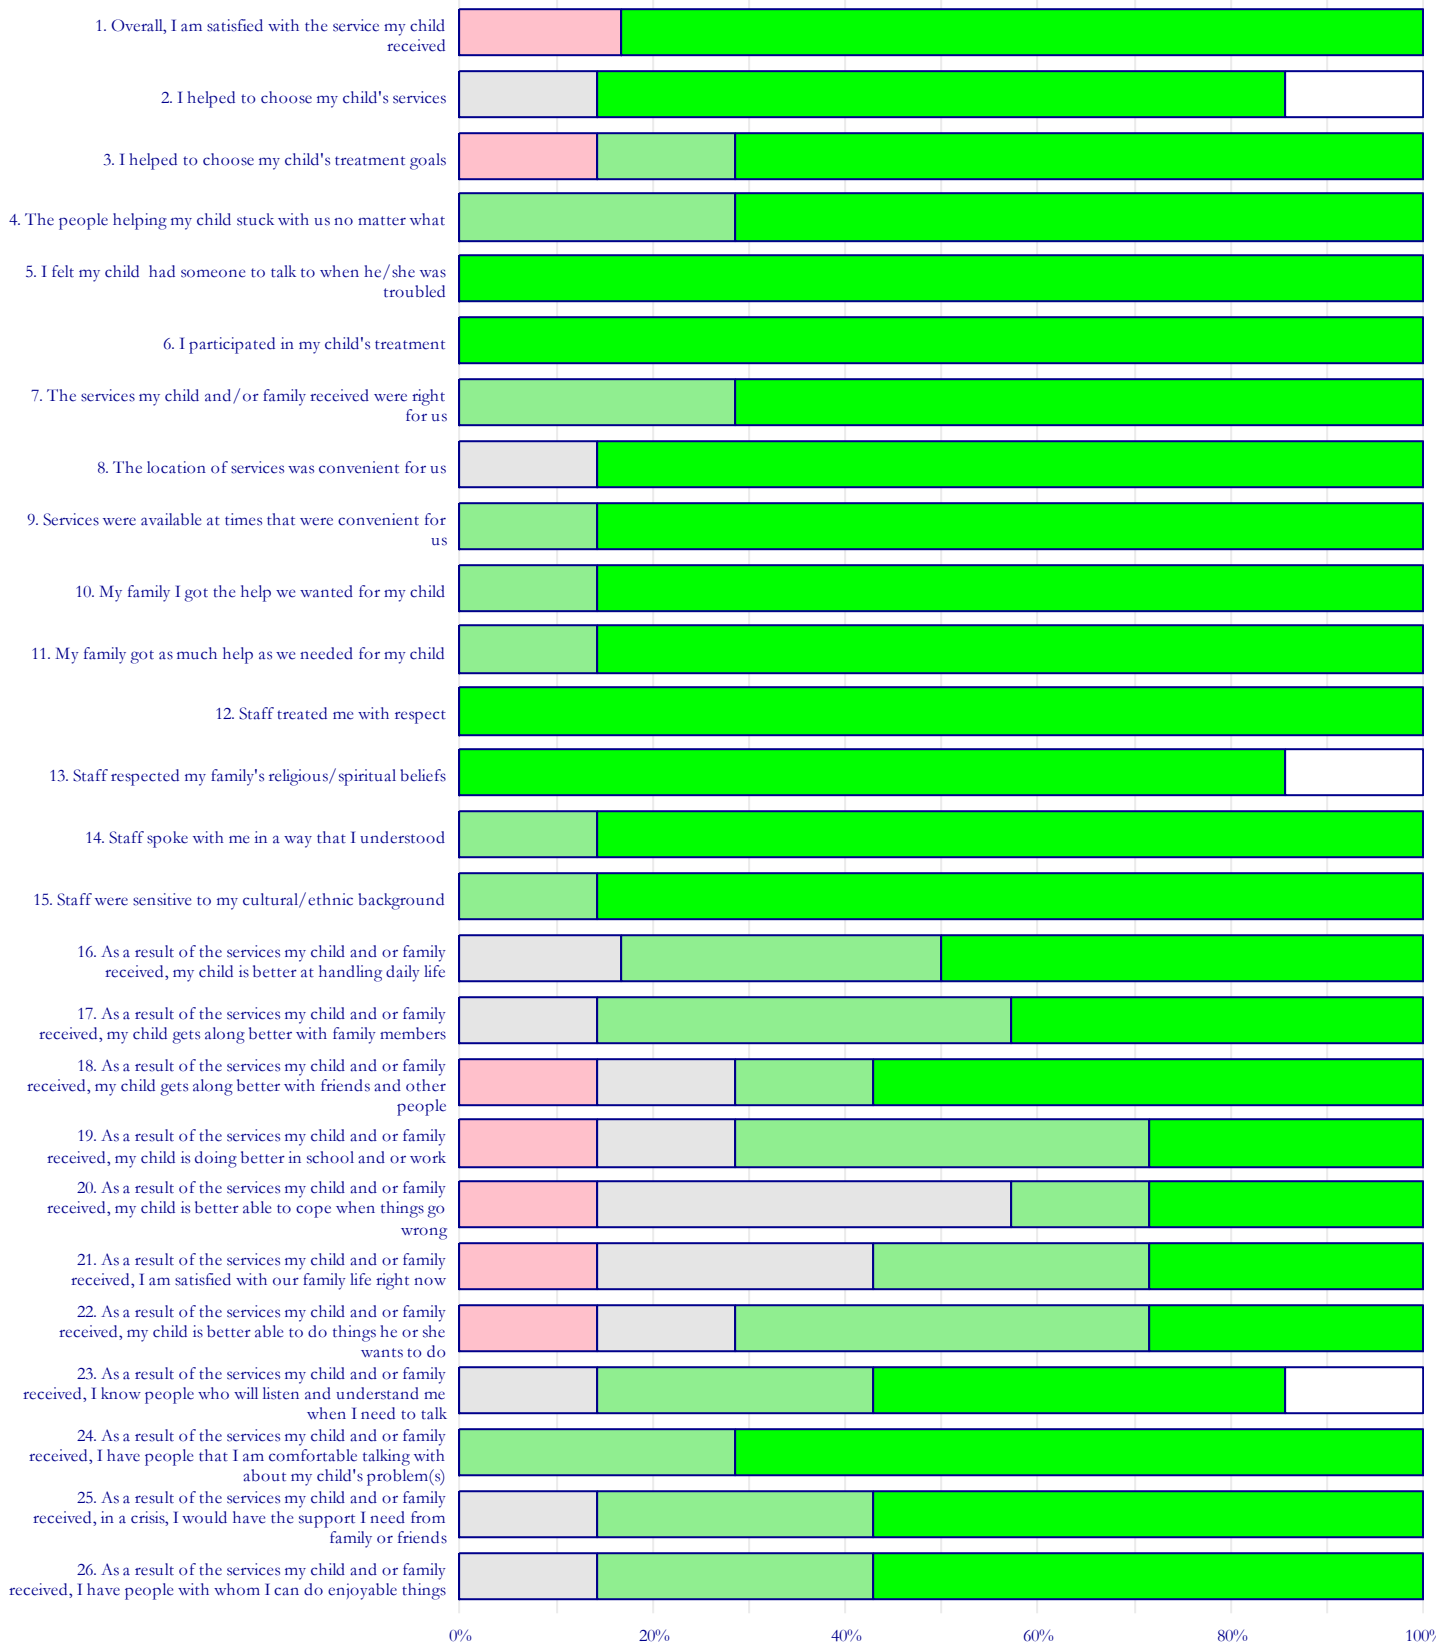 1. Overall, I am satisfied with the service my child
received
2. I helped to choose my child's services
3. I helped to choose my child's treatment goals
4. The people helping my child stuck with us no matter what
5. I felt my child  had someone to talk to when he/she was
troubled
6. I participated in my child's treatment
7. The services my child and/or family received were right
for us
8. The location of services was convenient for us
9. Services were available at times that were convenient for
us
10. My family I got the help we wanted for my child
11. My family got as much help as we needed for my child
12. Staff treated me with respect
13. Staff respected my family's religious/spiritual beliefs
14. Staff spoke with me in a way that I understood
15. Staff were sensitive to my cultural/ethnic background
16. As a result of the services my child and or family
received, my child is better at handling daily life
17. As a result of the services my child and or family
received, my child gets along better with family members
18. As a result of the services my child and or family
received, my child gets along better with friends and other
people
19. As a result of the services my child and or family
received, my child is doing better in school and or work
20. As a result of the services my child and or family
received, my child is better able to cope when things go
wrong
21. As a result of the services my child and or family
received, I am satisfied with our family life right now
22. As a result of the services my child and or family
received, my child is better able to do things he or she
wants to do
23. As a result of the services my child and or family
received, I know people who will listen and understand me
when I need to talk
24. As a result of the services my child and or family
received, I have people that I am comfortable talking with
about my child's problem(s)
25. As a result of the services my child and or family
received, in a crisis, I would have the support I need from
family or friends
26. As a result of the services my child and or family
received, I have people with whom I can do enjoyable things
0% 20% 40% 60% 80% 100%